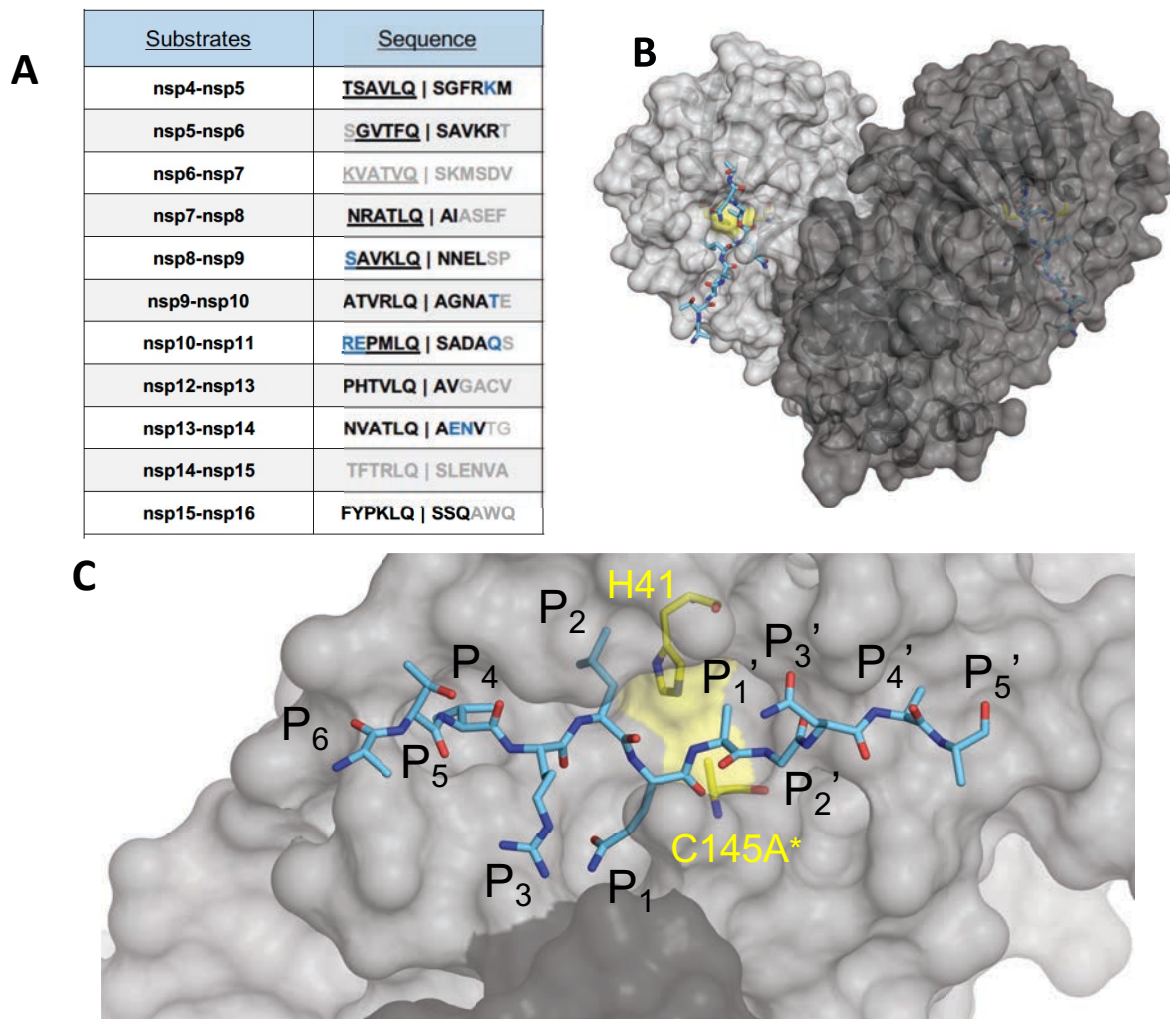 A
Substrates Sequence
nsp4-nsp5 TSAVLQ | SGFRKM
nsp5-nsp6 SGVTFQ | SAVKRT
nsp6-nsp7 KVATVQ | SKMSDV
nsp7-nsp8 NRATLQ | AIASEF
nsp8-nsp9 SAVKLQ | NNELSP
nsp9-nsp10 ATVRLQ | AGNATE
nsp10-nsp11 REPMLQ | SADAQS
nsp12-nsp13 PHTVLQ | AVGACV
nsp13-nsp14 NVATLQ | AENVTG
nsp14-nsp15 TFTRLQ | SLENVA
nsp15-nsp16 FYPKLQ | SSQAWQ
B
C
H41
P2
P3’
P1’
P4’
P5’
P4
P6
P5
P2’
C145A*
P3
P1